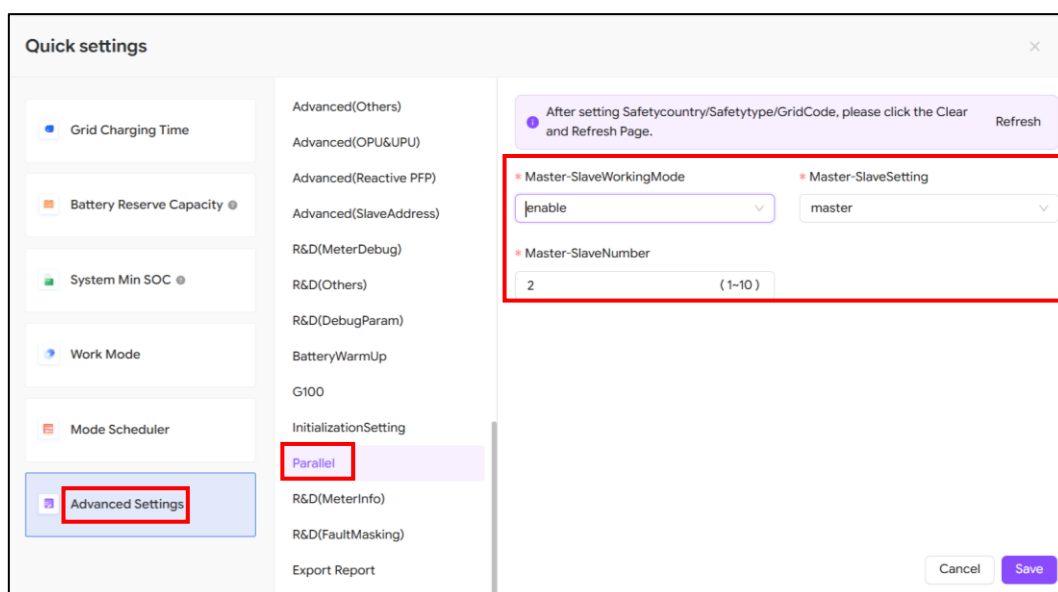 Quick settings
Grid Charging Time
Battery Reserve Capacity
System Min SOC
Work Mode
Mode Scheduler
Advanced Settings
Advanced(Others)
Advanced(OPU&UPU)
Advanced(Reactive PFP)
Advanced(SlaveAddress)
R&D(MeterDebug)
R&D(Others)
R&D(DebugParam)
BatteryWarmUp
G100
InitializationSetting
Parallel
R&D(MeterInfo)
R&D(FaultMasking)
Export Report
After setting Safetycountry/Safetytype/GridCode, please click the Clear
and Refresh Page.
Refresh
* Master-SlaveWorkingMode
enable
* Master-SlaveSetting
master
* Master-SlaveNumber
2 (1~10)
Cancel
Save